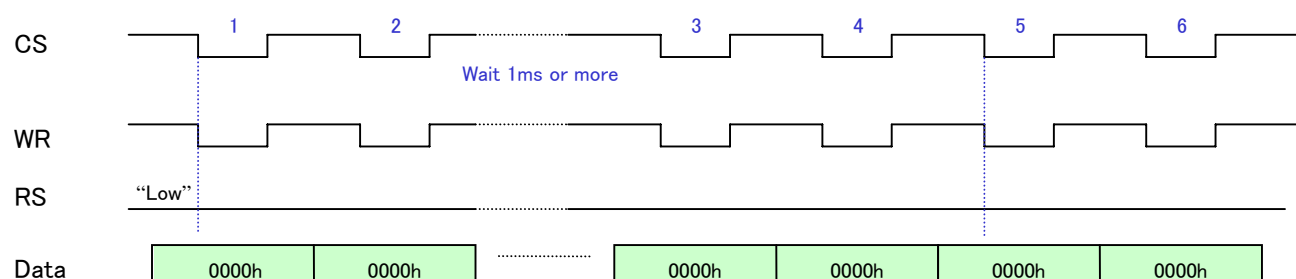 CS 1 2 3 4 5 6
Wait 1ms or more
WR
RS “Low”
Data 0000h 0000h 0000h 0000h 0000h 0000h